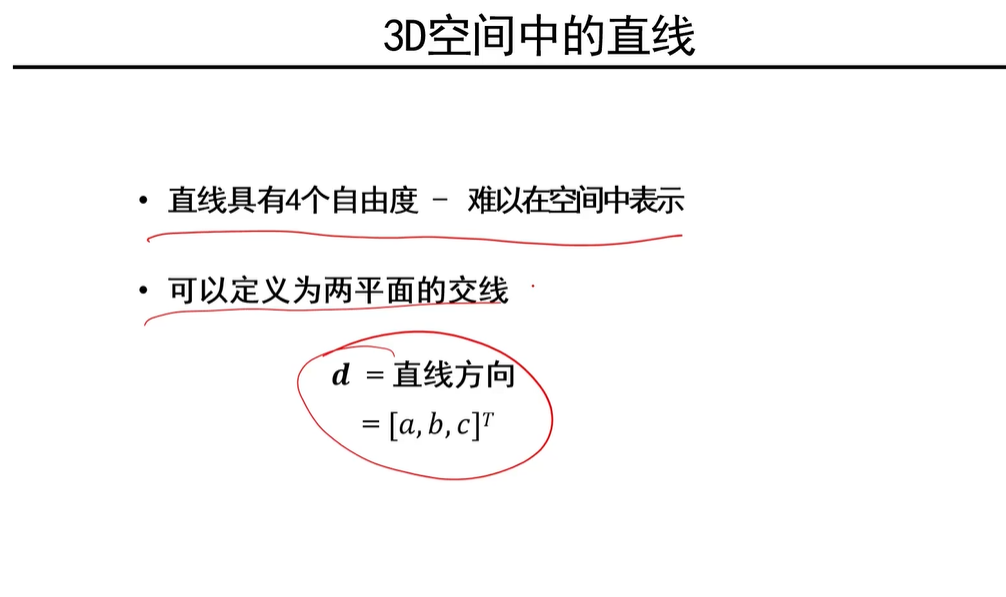 3D空间中的直线
• 直线具有4个自由度 - 难以在空间中表示
• 可以定义为两平面的交线
d = 直线方向
= [a, b, c]ᵀ